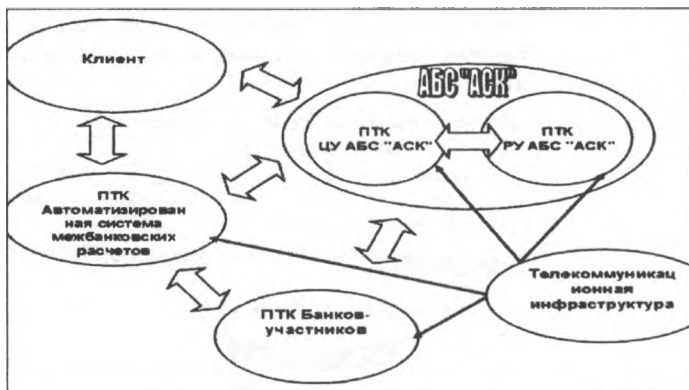 Клиент
АБС "АСК"
ПТК
ЦУ АБС "АСК"
ПТК
РУ АБС "АСК"
ПТК
Автоматизирован
ная система
межбанковских
расчетов
ПТК Банков-
участников
Телекоммуникац
ионная
инфраструктура